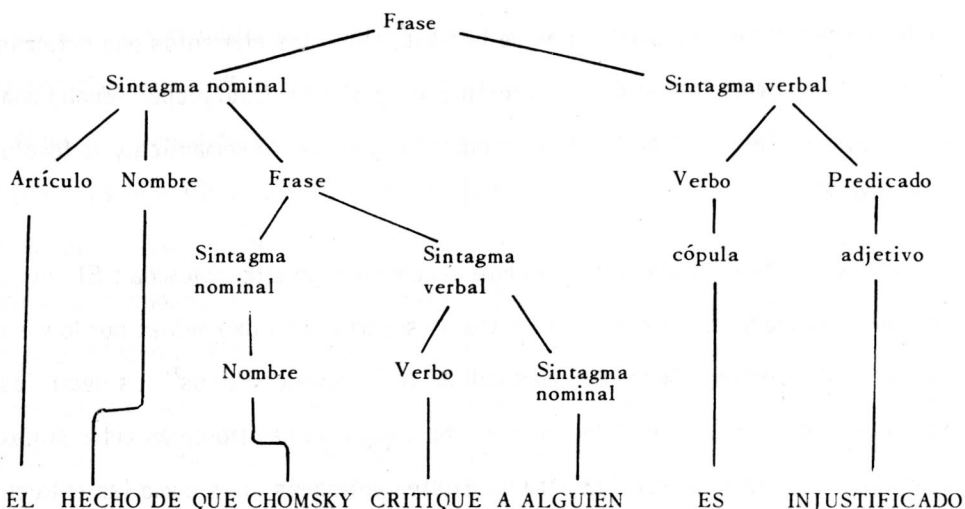 Frase
Sintagma nominal Sintagma verbal
Artículo Nombre Frase Verbo Predicado
Sintagma nominal Sintagma verbal cópula adjetivo
Nombre Verbo Sintagma nominal
EL HECHO DE QUE CHOMSKY CRITIQUE A ALGUIEN ES INJUSTIFICADO